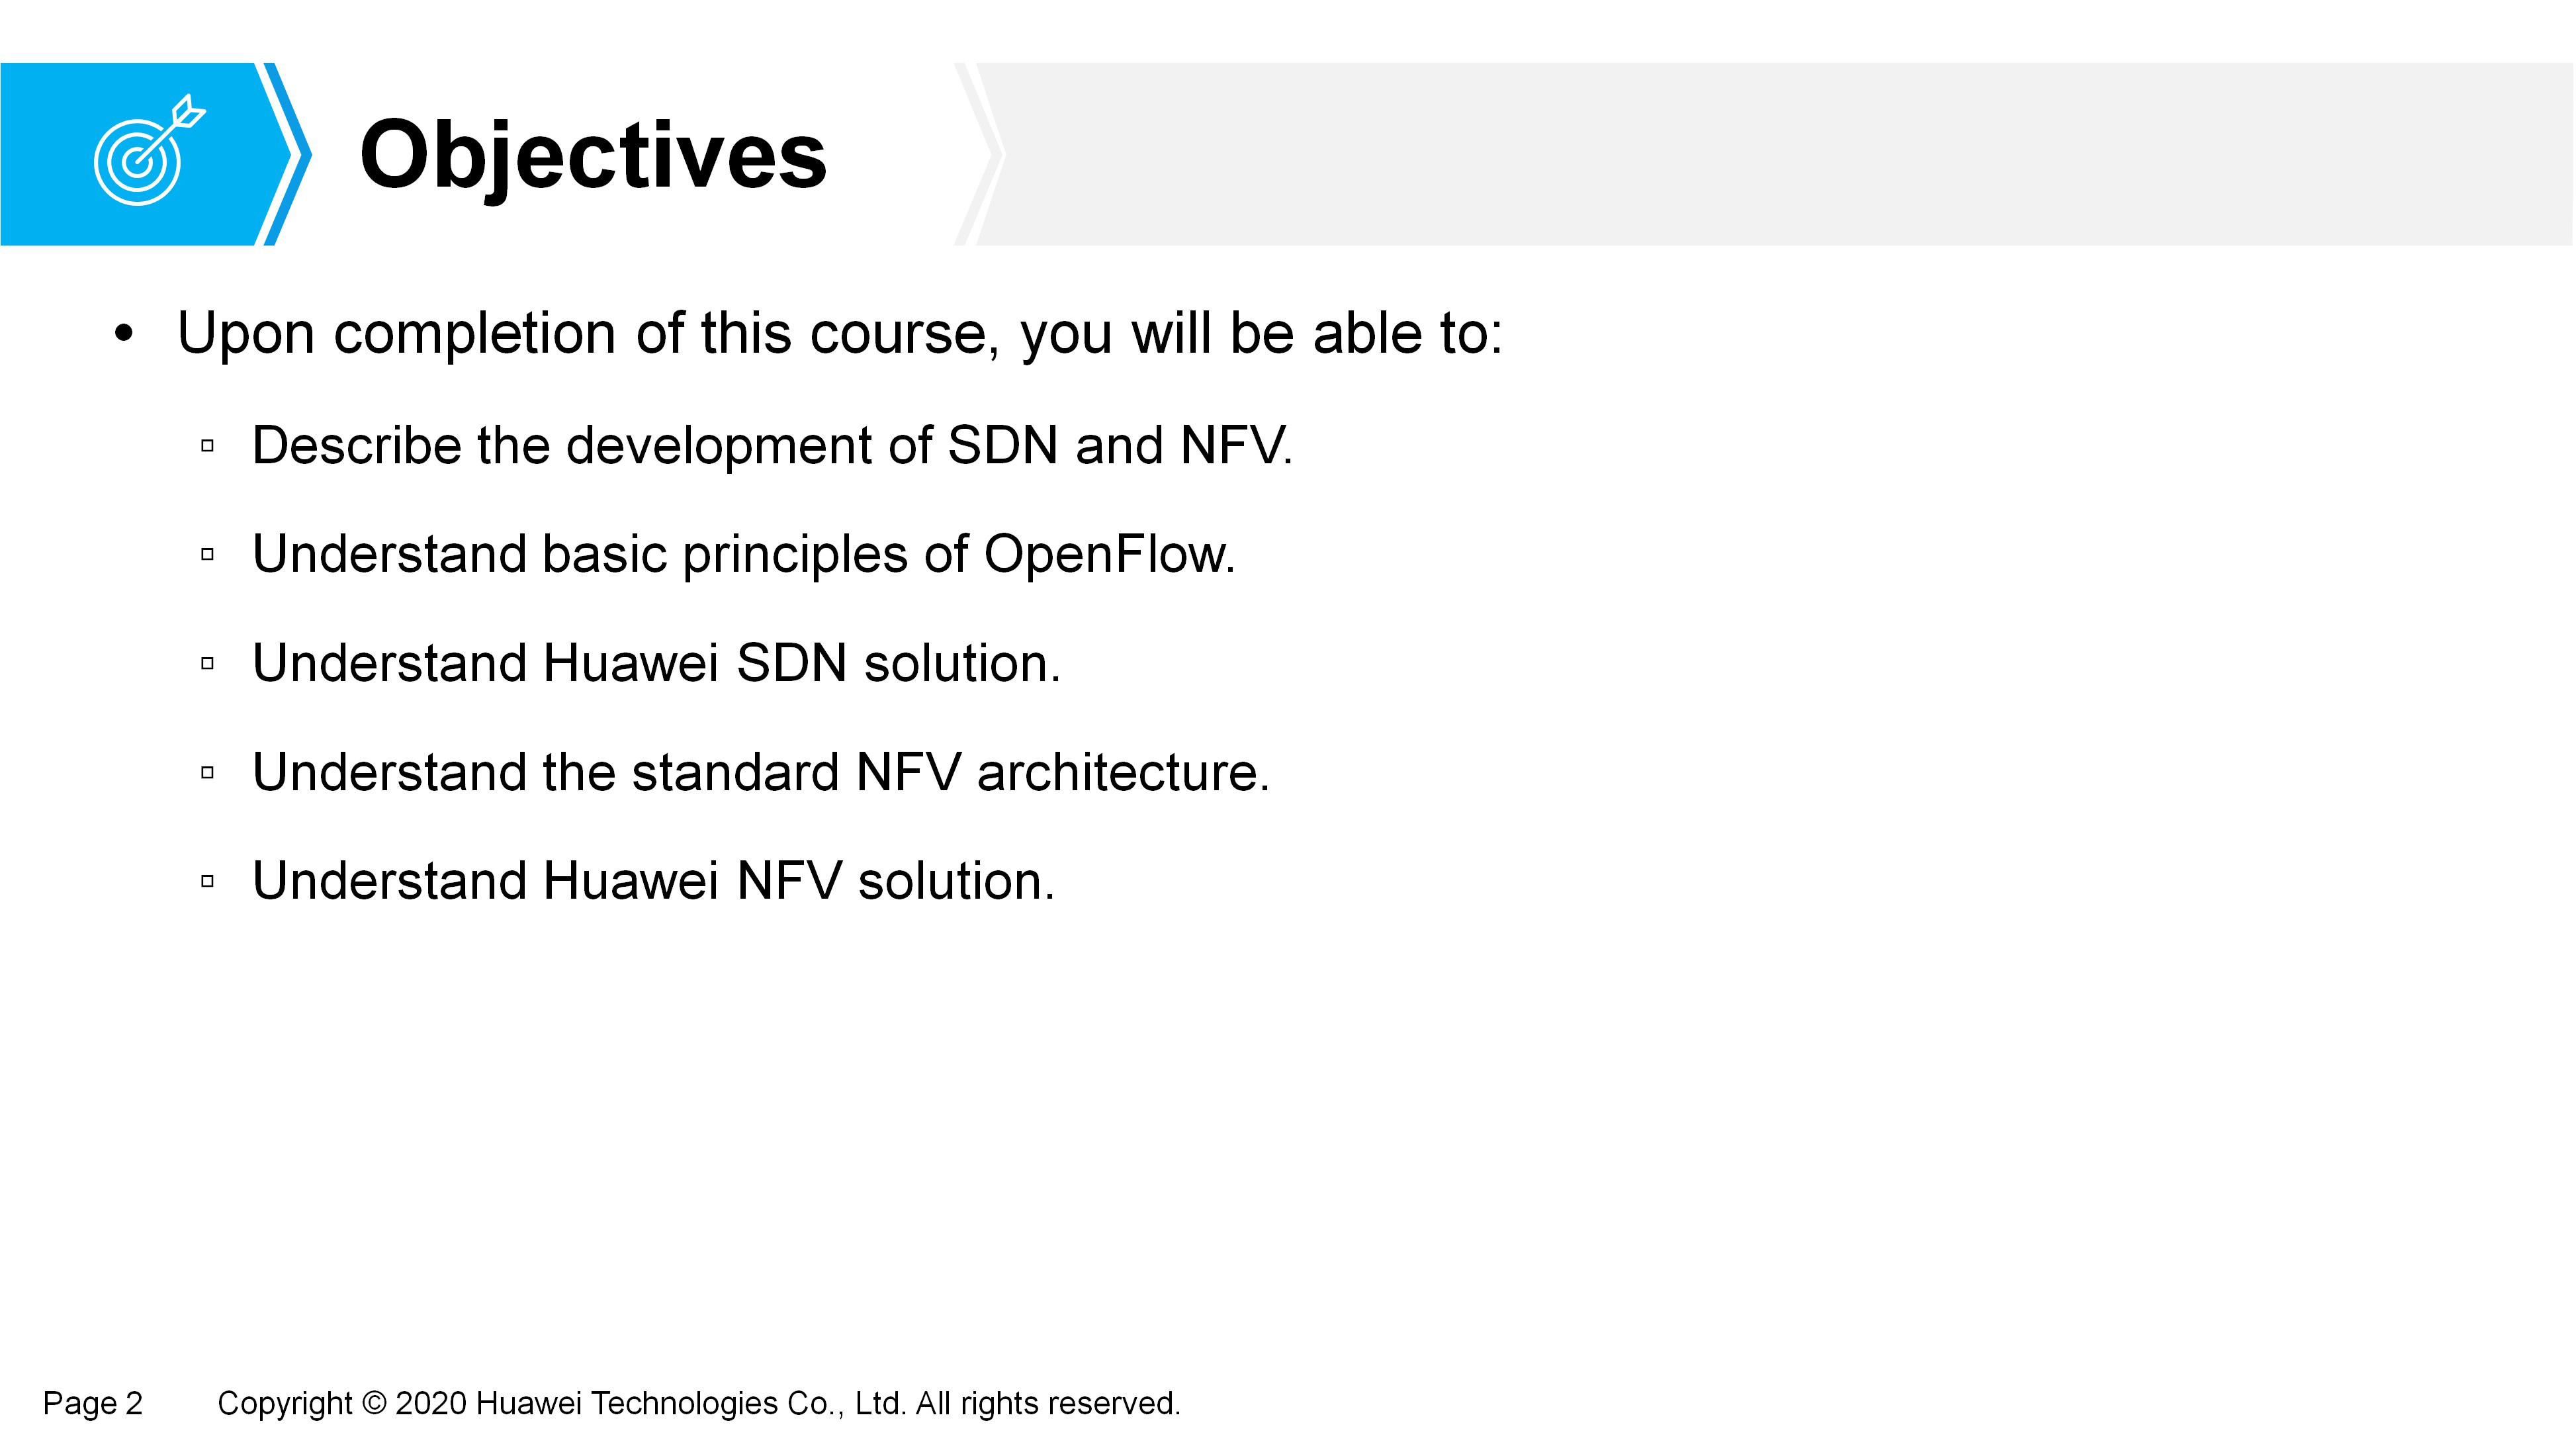 Objectives
• Upon completion of this course, you will be able to:
▫ Describe the development of SDN and NFV.
▫ Understand basic principles of OpenFlow.
▫ Understand Huawei SDN solution.
▫ Understand the standard NFV architecture.
▫ Understand Huawei NFV solution.
Page 2 Copyright © 2020 Huawei Technologies Co., Ltd. All rights reserved.